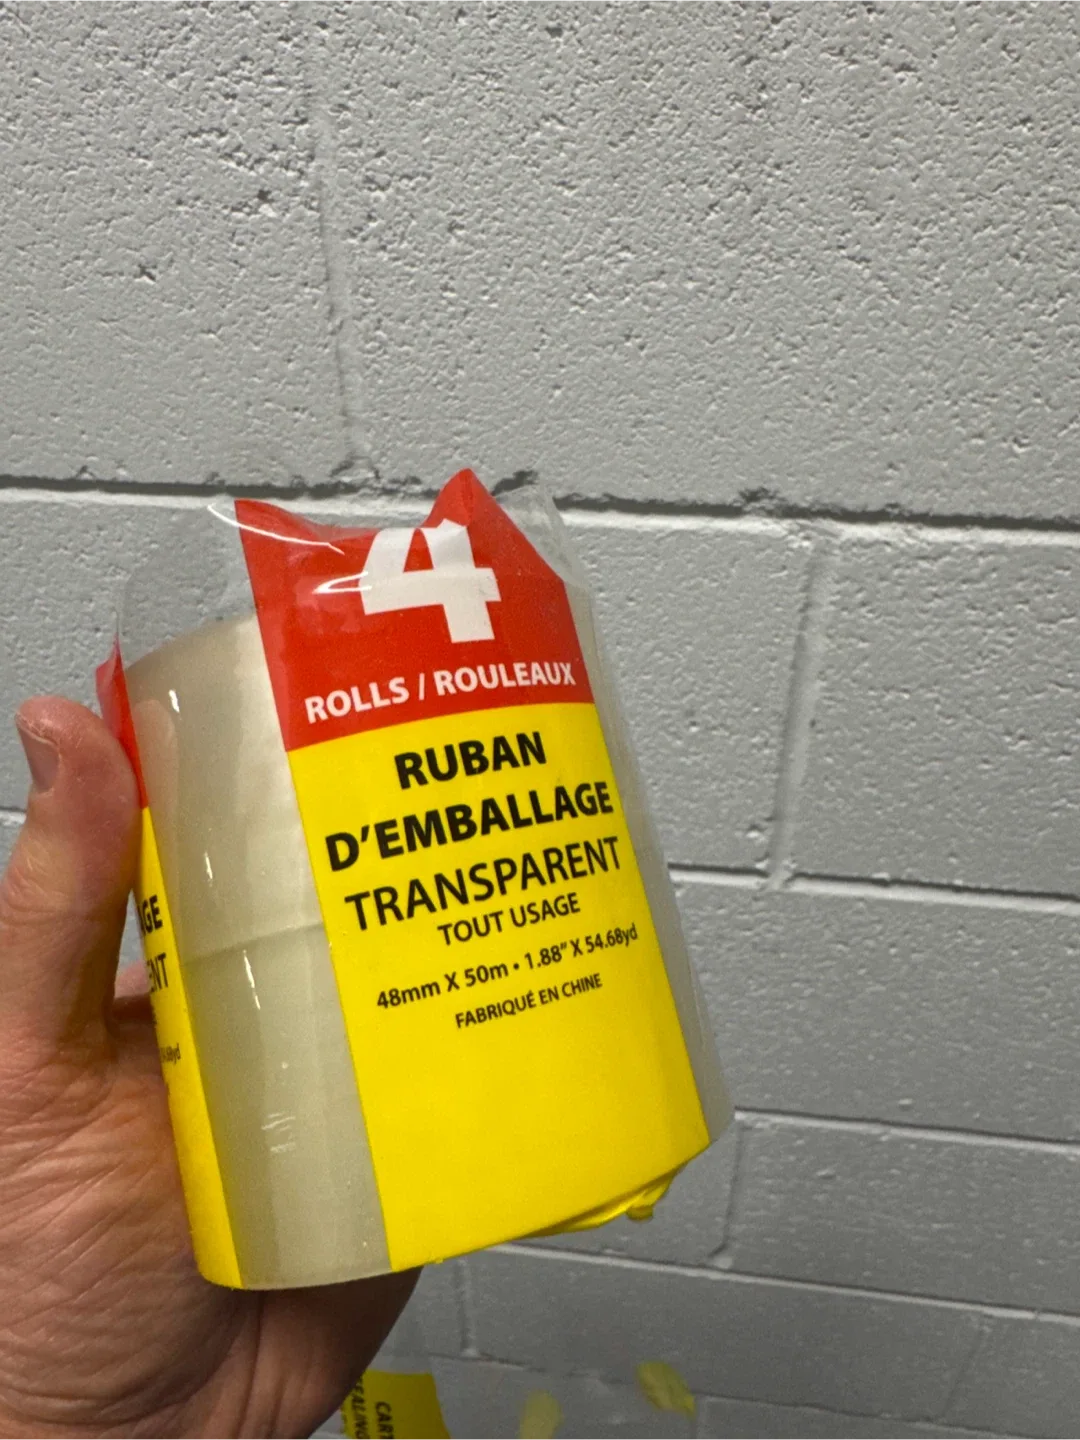 4
ROLLS / ROULEAUX
RUBAN
D'EMBALLAGE
TRANSPARENT
TOUT USAGE
48mm X 50m • 1.88" X 54.68yd
FABRIQUÉ EN CHINE